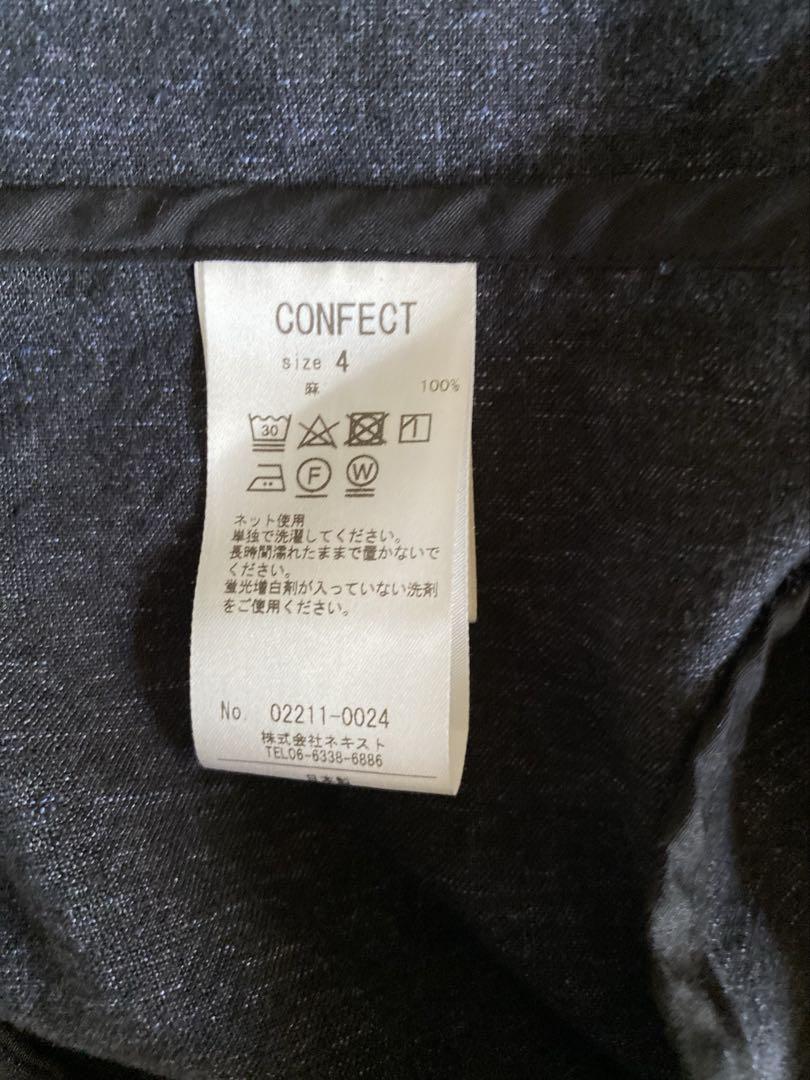 CONFECT
size 4
麻 100%
30
F W
ネット使用
単独で洗濯してください。
長時間濡れたままで置かないで
ください。
蛍光増白剤が入っていない洗剤
をご使用ください。
No. 02211-0024
株式会社ネキスト
TEL06-6338-6886
日本製